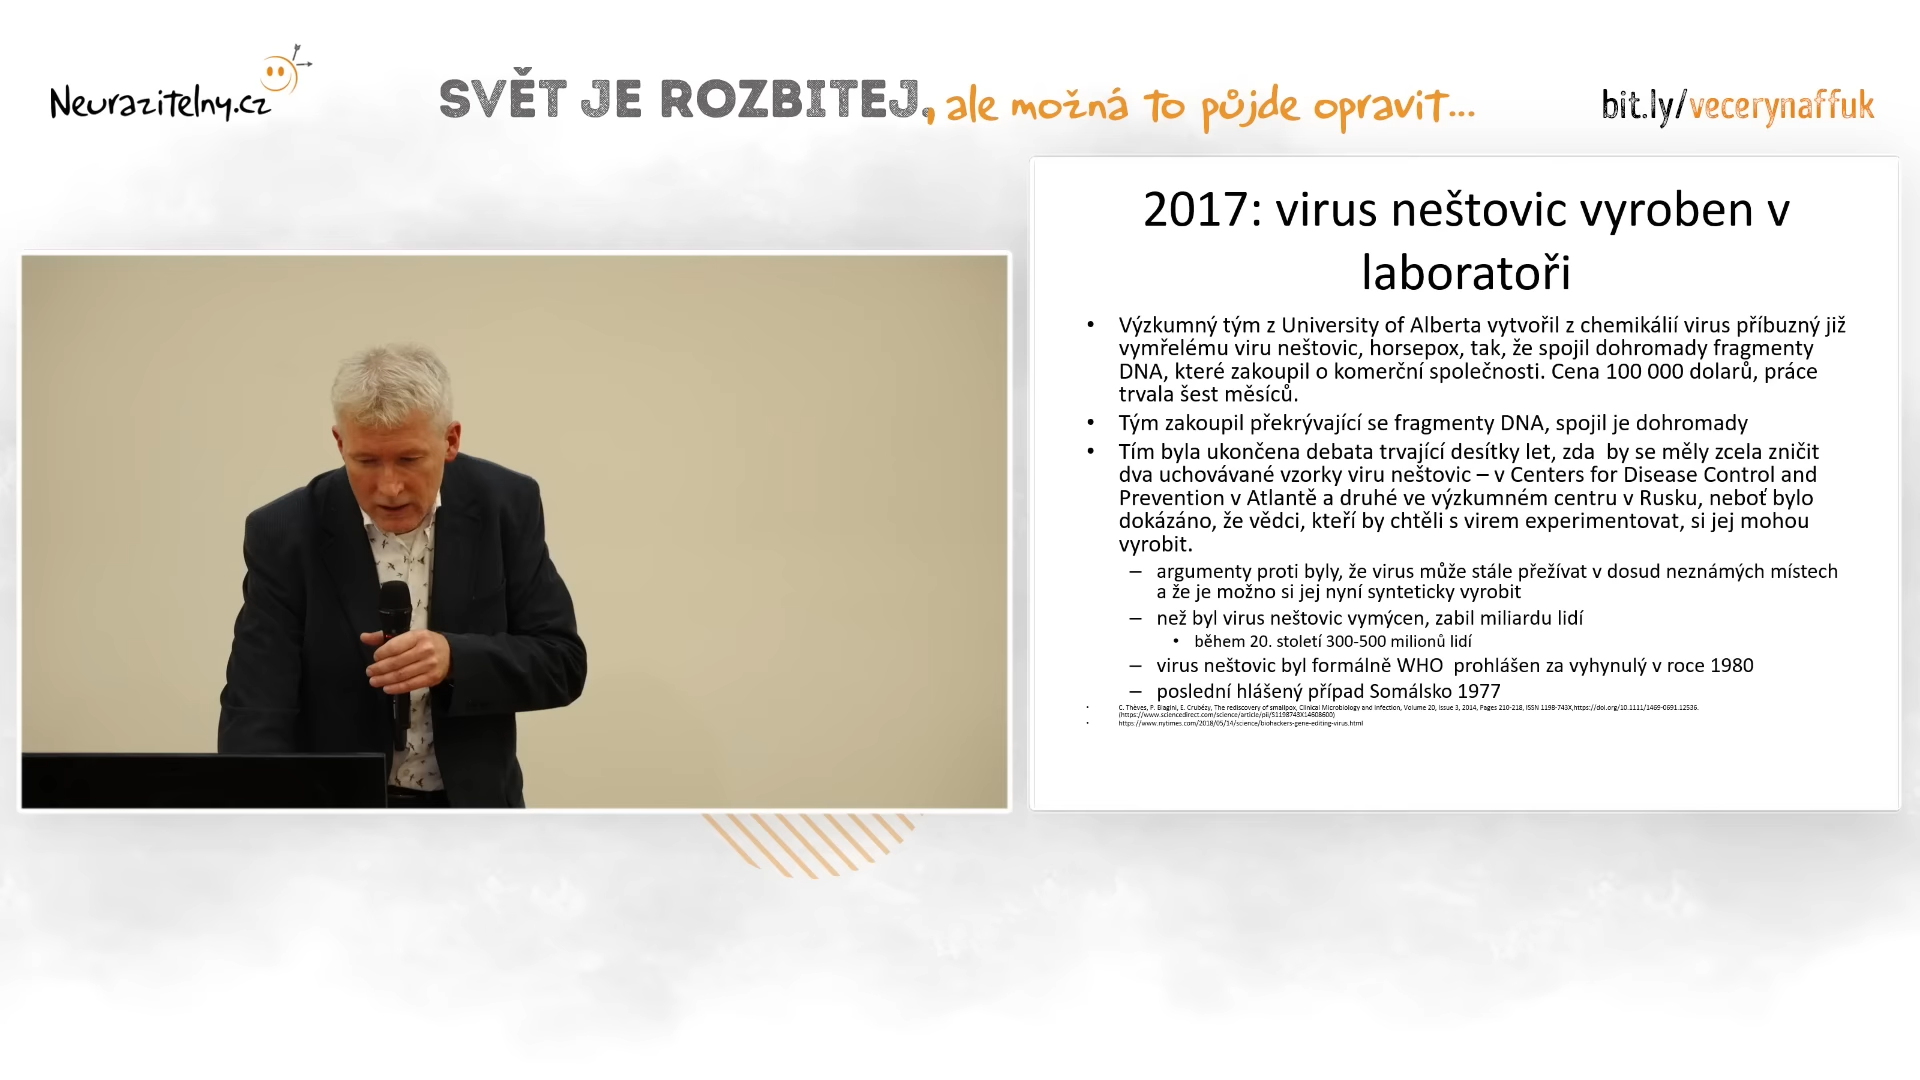 Neurazitelny.cz
SVĚT JE ROZBITEJ, ale možná to půjde opravit...
bit.ly/vecerynaffuk
2017: virus neštovic vyroben v
laboratoři
• Výzkumný tým z University of Alberta vytvořil z chemikálií virus příbuzný již
vymřelému viru neštovic, horsepox, tak, že spojil dohromady fragmenty
DNA, které zakoupil o komerční společnosti. Cena 100 000 dolarů, práce
trvala šest měsíců.
• Tým zakoupil překrývající se fragmenty DNA, spojil je dohromady
• Tím byla ukončena debata trvající desítky let, zda by se měly zcela zničit
dva uchovávané vzorky viru neštovic – v Centers for Disease Control and
Prevention v Atlantě a druhé ve výzkumném centru v Rusku, neboť bylo
dokázáno, že vědci, kteří by chtěli s virem experimentovat, si jej mohou
vyrobit.
– argumenty proti byly, že virus může stále přežívat v dosud neznámých místech
a že je možno si jej nyní synteticky vyrobit
– než byl virus neštovic vymýcen, zabil miliardu lidí
• během 20. století 300-500 milionů lidí
– virus neštovic byl formálně WHO prohlášen za vyhynulý v roce 1980
– poslední hlášený případ Somálsko 1977
• C. Thèves, P. Biagini, E. Crubézy, The rediscovery of smallpox, Clinical Microbiology and Infection, Volume 20, Issue 3, 2014, Pages 210-218, ISSN 1198-743X,https://doi.org/10.1111/1469-0691.12536.
(https://www.sciencedirect.com/science/article/pii/S1198743X14608600)
• https://www.nytimes.com/2018/05/14/science/biohackers-gene-editing-virus.html